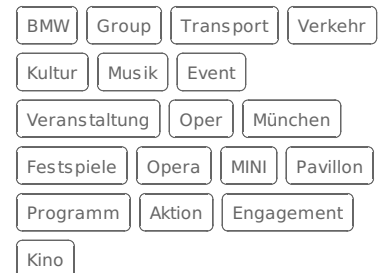 BMW Group Transport Verkehr
Kultur Musik Event
Veranstaltung Oper München
Festspiele Opera MINI Pavillon
Programm Aktion Engagement
Kino